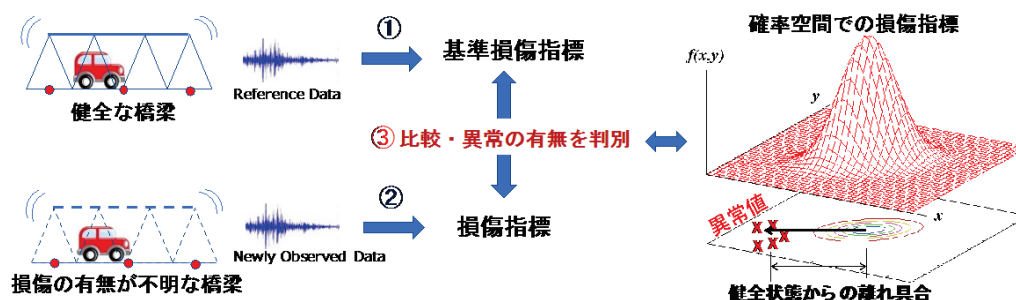 ①
基準損傷指標
Reference Data
健全な橋梁
③ 比較・異常の有無を判別
②
損傷指標
Newly Observed Data
損傷の有無が不明な橋梁
確率空間での損傷指標
f(x,y)
y
x
異常値
X X
X X X
健全状態からの離れ具合